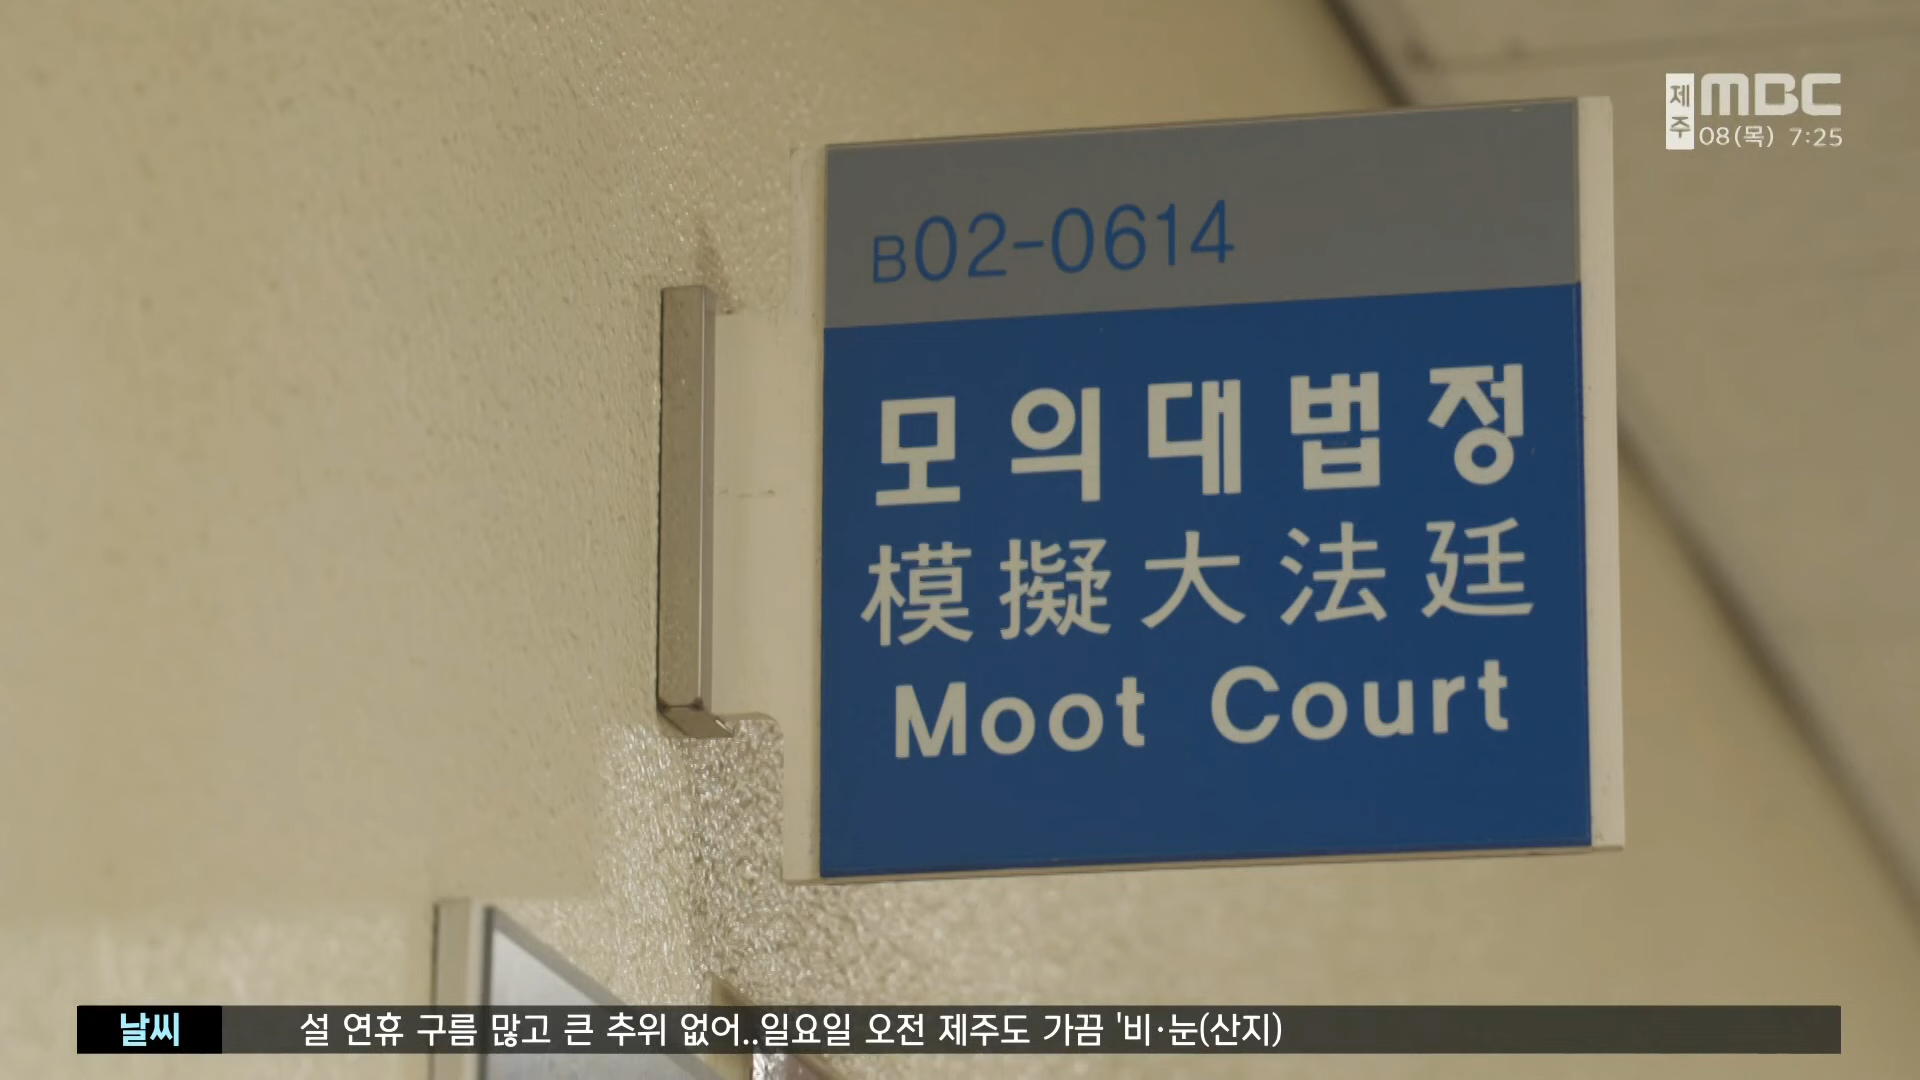 제주 MBC
08(목) 7:25
B02-0614
모의대법정
模擬大法廷
Moot Court
날씨 설 연휴 구름 많고 큰 추위 없어..일요일 오전 제주도 가끔 '비·눈(산지)